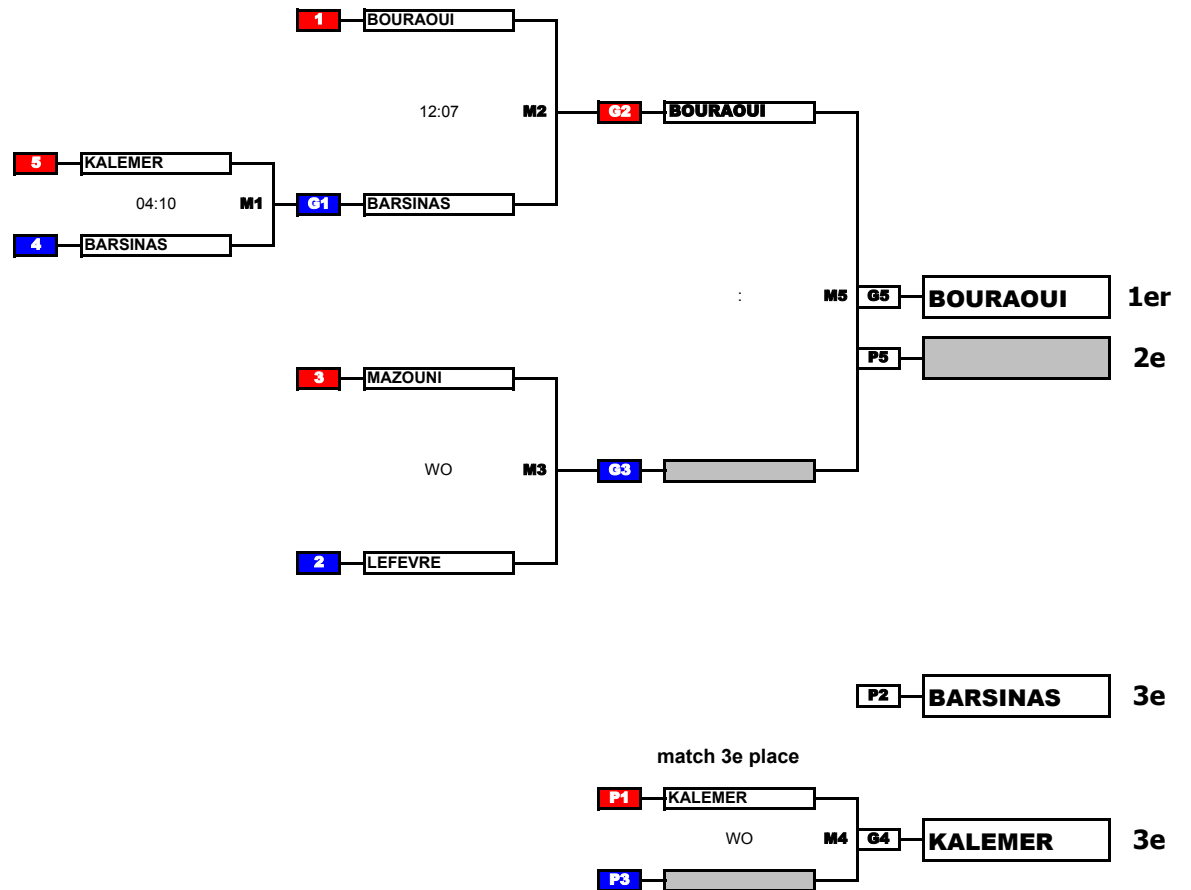 1 BOURAOUI
12:07 M2 G2 BOURAOUI
5 KALEMER
04:10 M1 G1 BARSINAS
4 BARSINAS
: M5 G5 BOURAOUI 1er
P5 2e
3 MAZOUNI
WO M3 G3
2 LEFEVRE
P2 BARSINAS 3e
match 3e place
P1 KALEMER
WO M4 G4 KALEMER 3e
P3